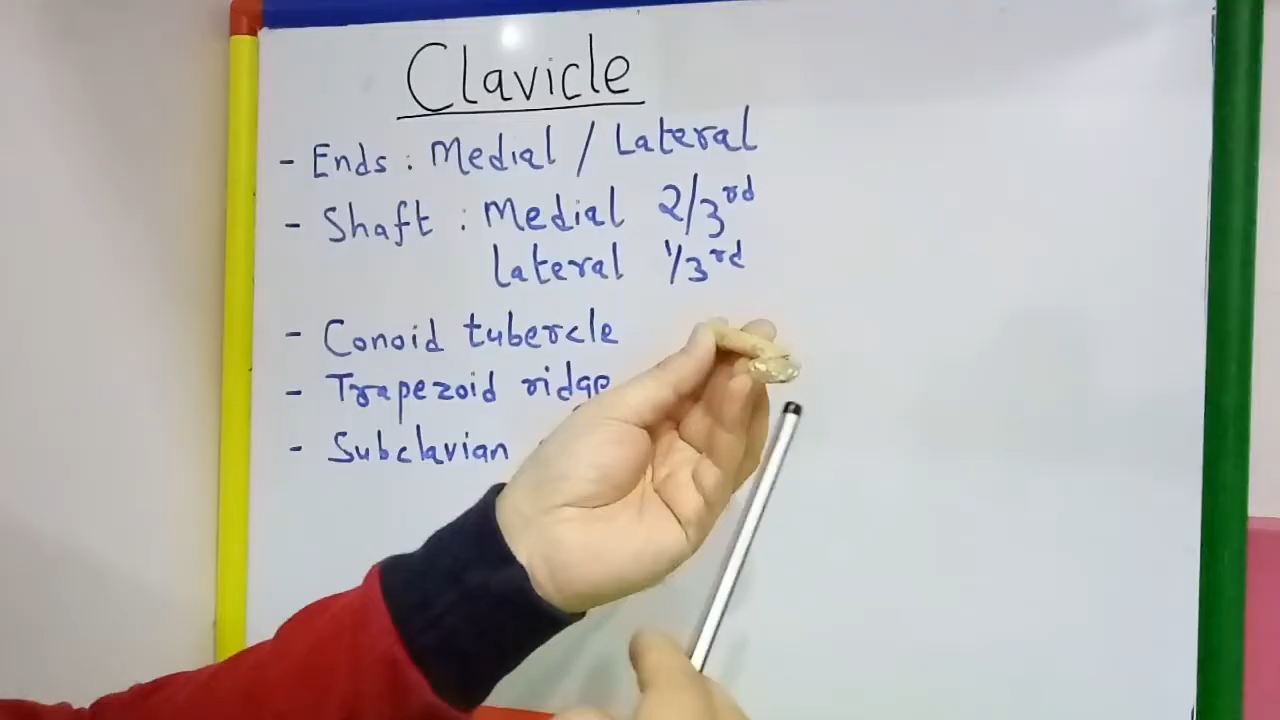 Clavicle
- Ends : Medial / Lateral
- Shaft : Medial 2/3rd
Lateral 1/3rd
- Conoid tubercle
- Trapezoid ridge
- Subclavian